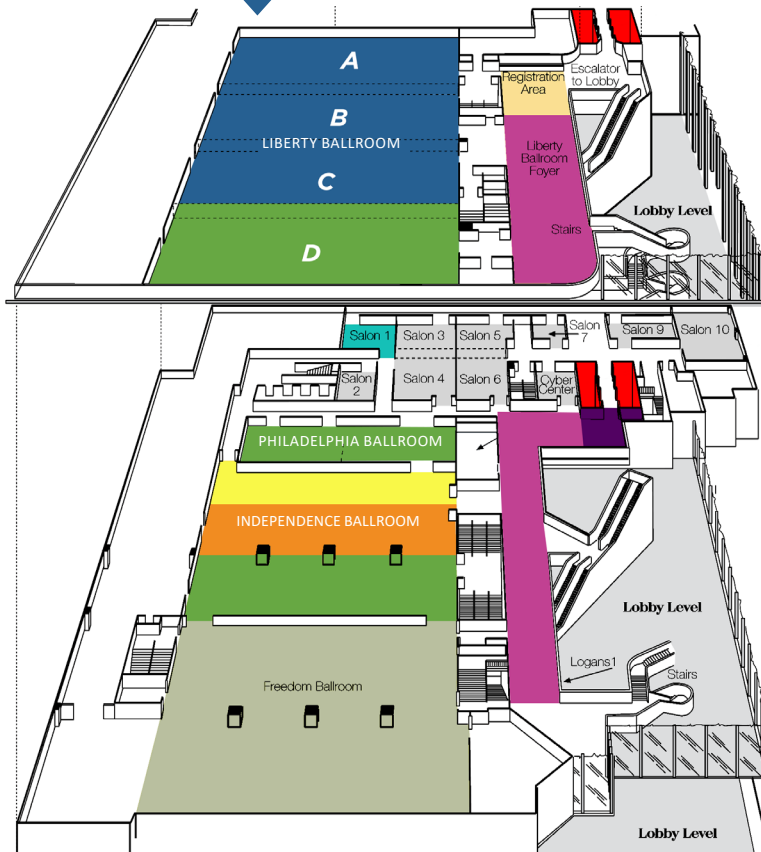 A
Escalator
to Lobby
Registration
Area
B
LIBERTY BALLROOM
Liberty
Ballroom
Foyer
C
Lobby Level
Stairs
D
Salon 1
Salon 3
Salon 5
Salon
7
Salon 9
Salon 10
Salon
2
Salon 4
Salon 6
Cyber
Center
PHILADELPHIA BALLROOM
INDEPENDENCE BALLROOM
Lobby Level
Logans1
Stairs
Freedom Ballroom
Lobby Level